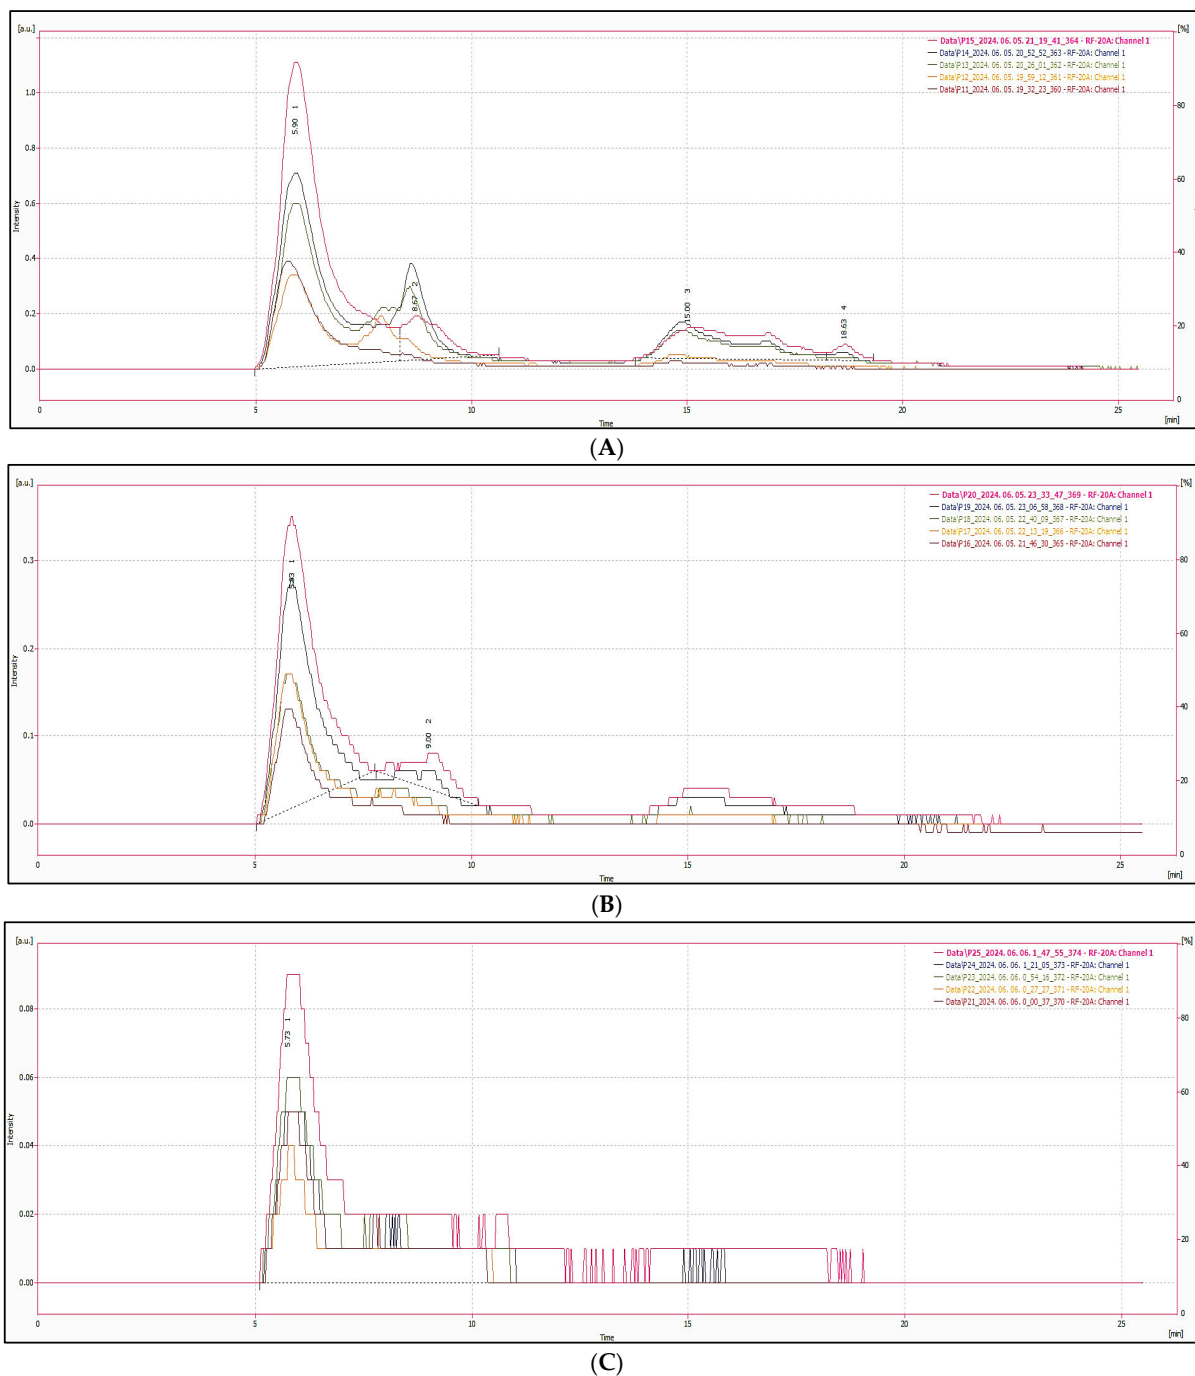 [a.u.]
[%]
Data\P15_2024. 06. 05. 21_19_41_364 - RF-20A: Channel 1
Data\P14_2024. 06. 05. 20_52_52_363 - RF-20A: Channel 1
Data\P13_2024. 06. 05. 20_26_01_362 - RF-20A: Channel 1
Data\P12_2024. 06. 05. 19_59_12_361 - RF-20A: Channel 1
Data\P11_2024. 06. 05. 19_32_23_360 - RF-20A: Channel 1
1.0
0.8
0.6
0.4
0.2
0.0
Intensity
5.90 1
8.67 2
15.00 3
18.63 4
80
60
40
20
0
0 5 10 15 20 25
Time
[min]
(A)
[a.u.]
[%]
Data\P20_2024. 06. 05. 23_33_47_369 - RF-20A: Channel 1
Data\P19_2024. 06. 05. 23_06_58_368 - RF-20A: Channel 1
Data\P18_2024. 06. 05. 22_40_09_367 - RF-20A: Channel 1
Data\P17_2024. 06. 05. 22_13_19_366 - RF-20A: Channel 1
Data\P16_2024. 06. 05. 21_46_30_365 - RF-20A: Channel 1
0.3
0.2
0.1
0.0
Intensity
5.83 1
9.00 2
80
60
40
20
0
0 5 10 15 20 25
Time
[min]
(B)
[a.u.]
[%]
Data\P25_2024. 06. 06. 1_47_55_374 - RF-20A: Channel 1
Data\P24_2024. 06. 06. 1_21_05_373 - RF-20A: Channel 1
Data\P23_2024. 06. 06. 0_54_16_372 - RF-20A: Channel 1
Data\P22_2024. 06. 06. 0_27_27_371 - RF-20A: Channel 1
Data\P21_2024. 06. 06. 0_00_37_370 - RF-20A: Channel 1
0.08
0.06
0.04
0.02
0.00
Intensity
5.73 1
80
60
40
20
0
0 5 10 15 20 25
Time
[min]
(C)